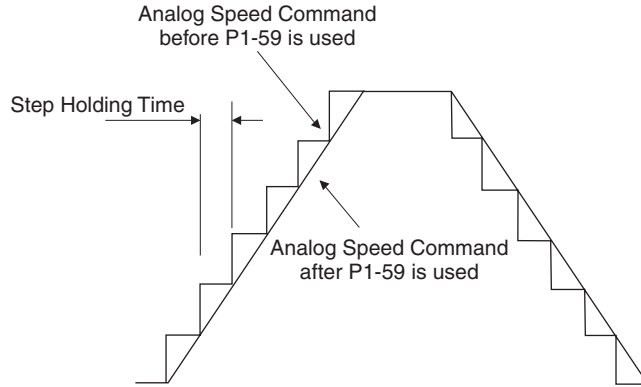 Analog Speed Command
before P1-59 is used
Step Holding Time
Analog Speed Command
after P1-59 is used